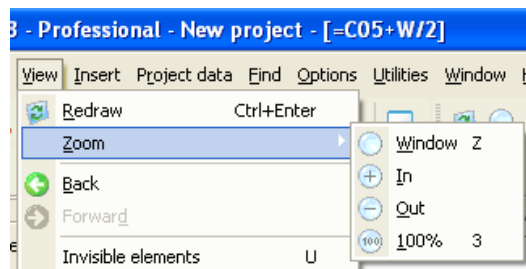 - Professional - New project - [=C05+W/2]
View Insert Project data Find Options Utilities Window
Redraw Ctrl+Enter
Zoom
Window Z
Back
In
Forward
Out
100 100% 3
Invisible elements U